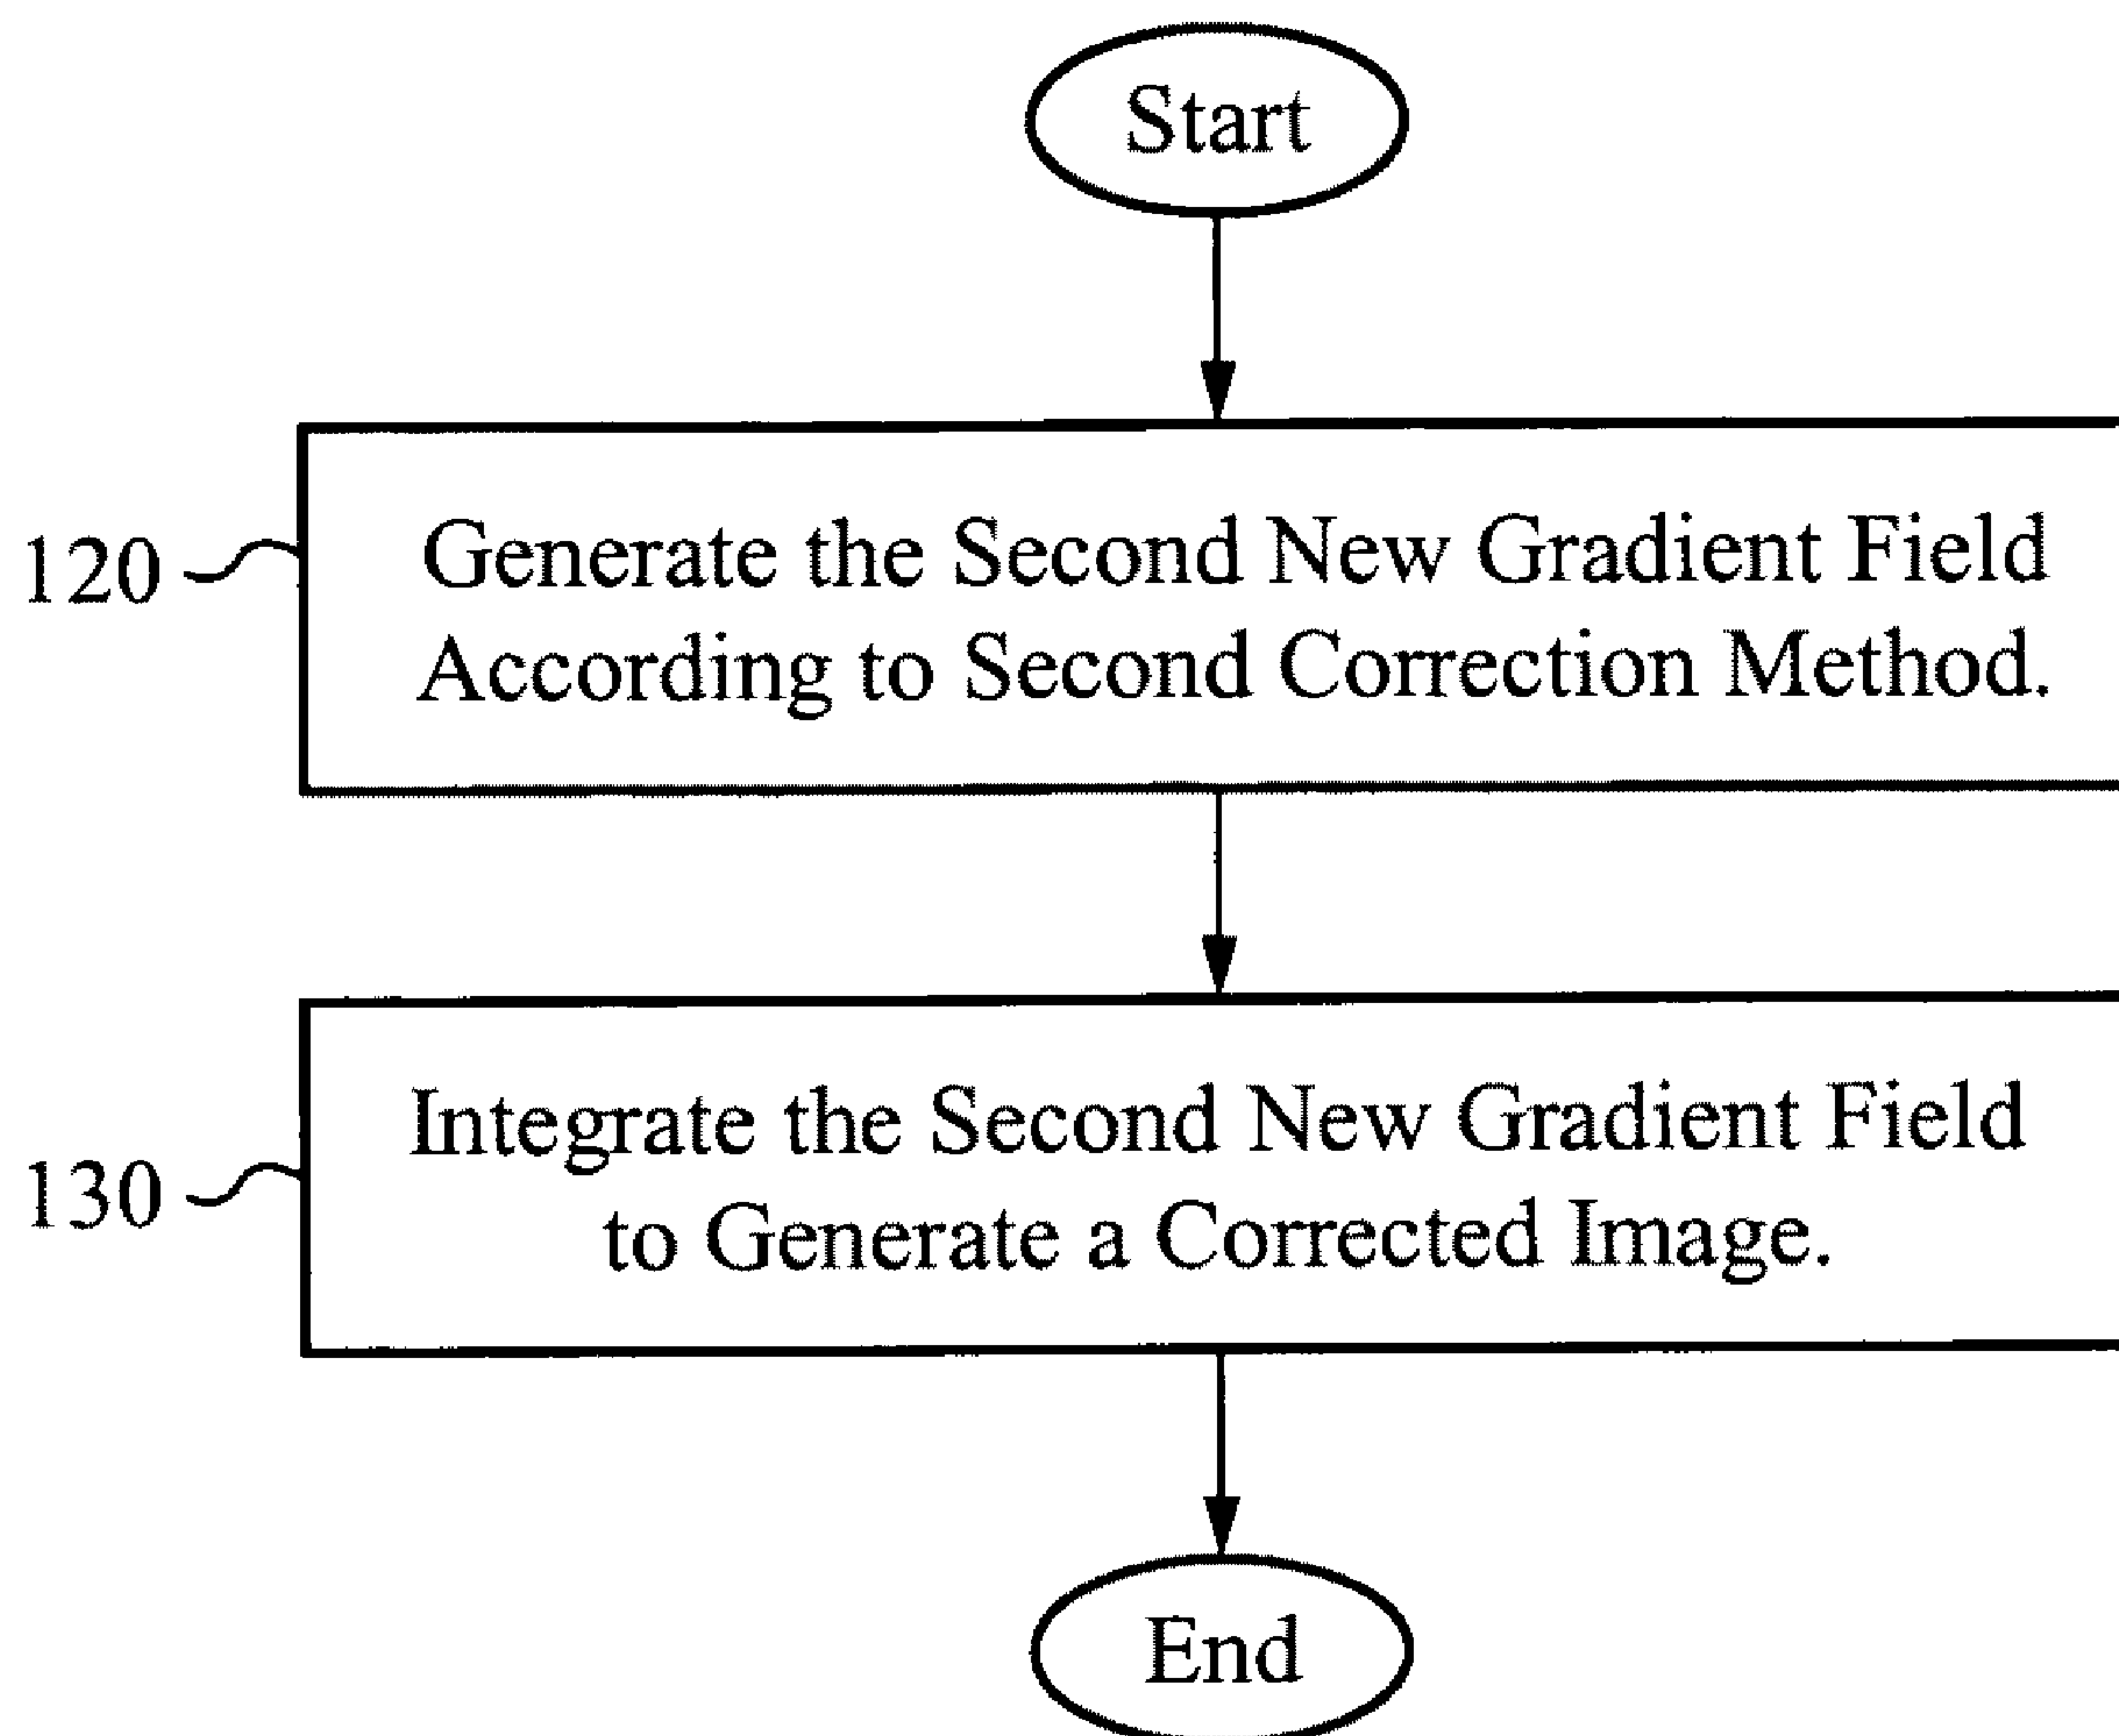 Start
120
Generate the Second New Gradient Field
According to Second Correction Method.
130
Integrate the Second New Gradient Field
to Generate a Corrected Image.
End